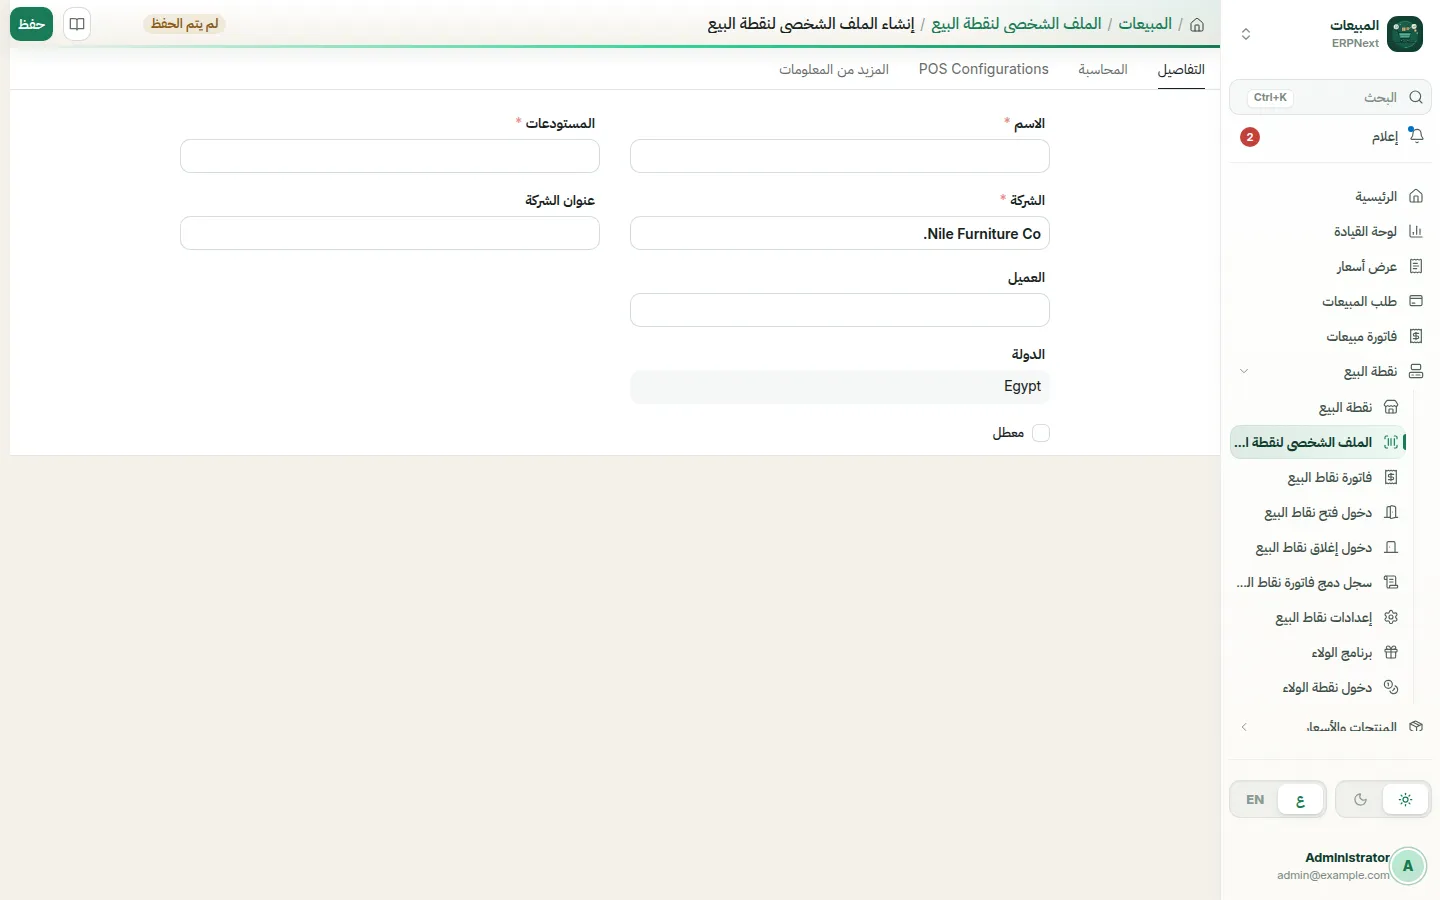 المبيعات
ERPNext
البحث
Ctrl+K
إعلام
2
الرئيسية
لوحة القيادة
عرض أسعار
طلب المبيعات
فاتورة مبيعات
نقطة البيع
نقطة البيع
الملف الشخصي لنقطة ا...
فاتورة نقاط البيع
دخول فتح نقاط البيع
دخول إغلاق نقاط البيع
سجل دمج فاتورة نقاط الـ...
إعدادات نقاط البيع
برنامج الولاء
دخول نقطة الولاء
المنتجات والأسعار
ع
EN
Administrator
A
admin@example.com
المبيعات / الملف الشخصي لنقطة البيع / إنشاء الملف الشخصي لنقطة البيع
لم يتم الحفظ
حفظ
التفاصيل
المحاسبة
POS Configurations
المزيد من المعلومات
الاسم *
المستودعات *
الشركة *
Nile Furniture Co.
عنوان الشركة
العميل
الدولة
Egypt
معطل